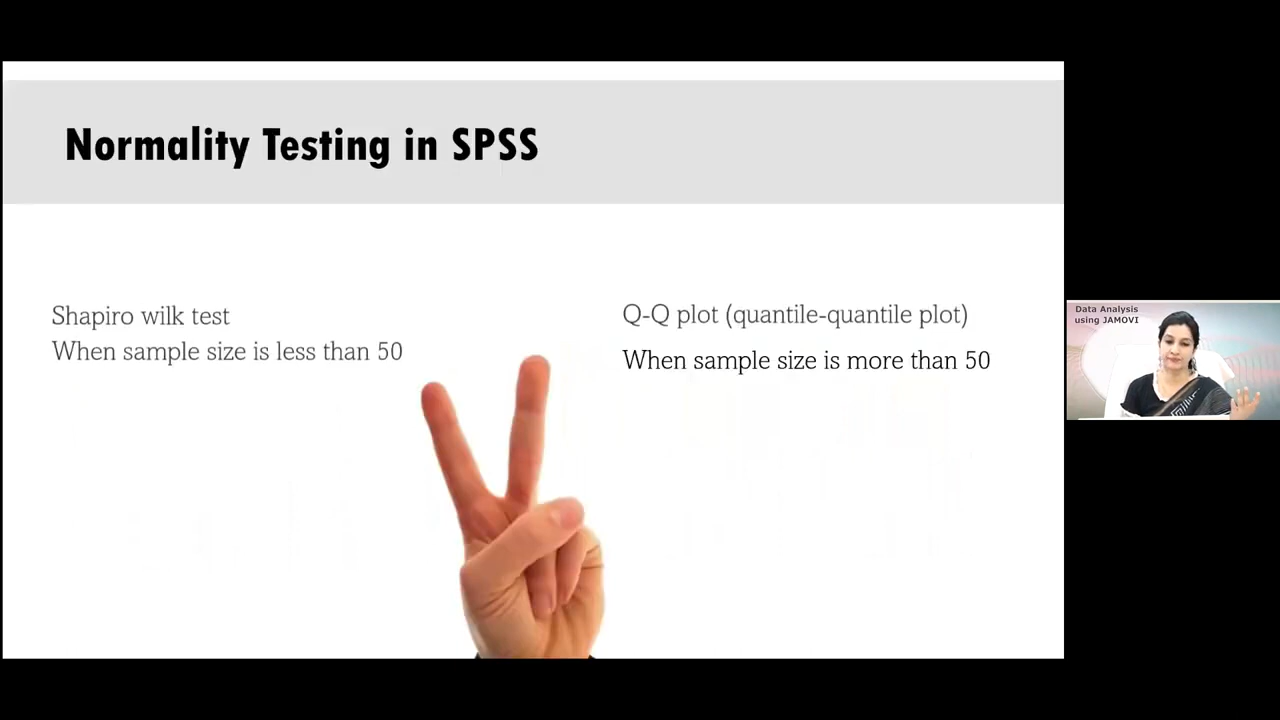 Normality Testing in SPSS
Shapiro wilk test
When sample size is less than 50
Q-Q plot (quantile-quantile plot)
When sample size is more than 50
Data Analysis
using JAMOVI